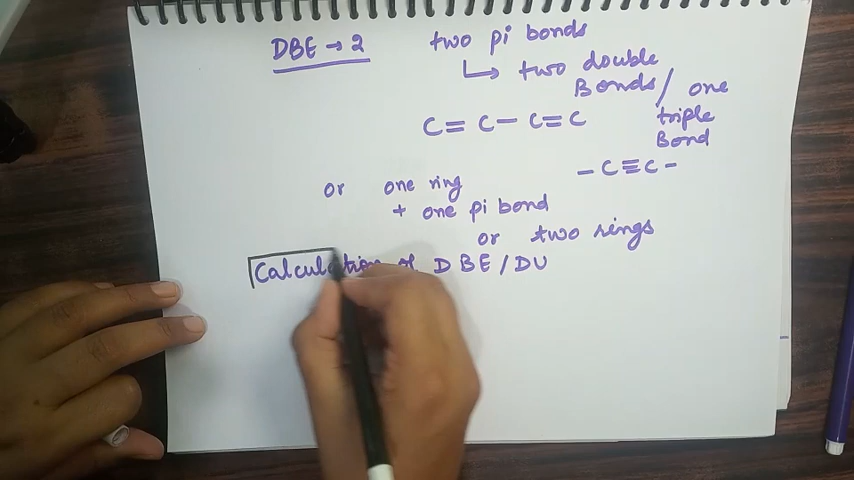 DBE → 2 two pi bonds
↳ two double
Bonds / one
triple
Bond
C = C - C = C
- C ≡ C -
or one ring
+ one pi bond
or two rings
Calculation of DBE / DU